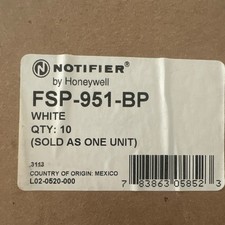 NOTIFIER®
by Honeywell
FSP-951-BP
WHITE
QTY: 10
(SOLD AS ONE UNIT)
3153
COUNTRY OF ORIGIN: MEXICO
L02-0520-000
7 83863 05852 3